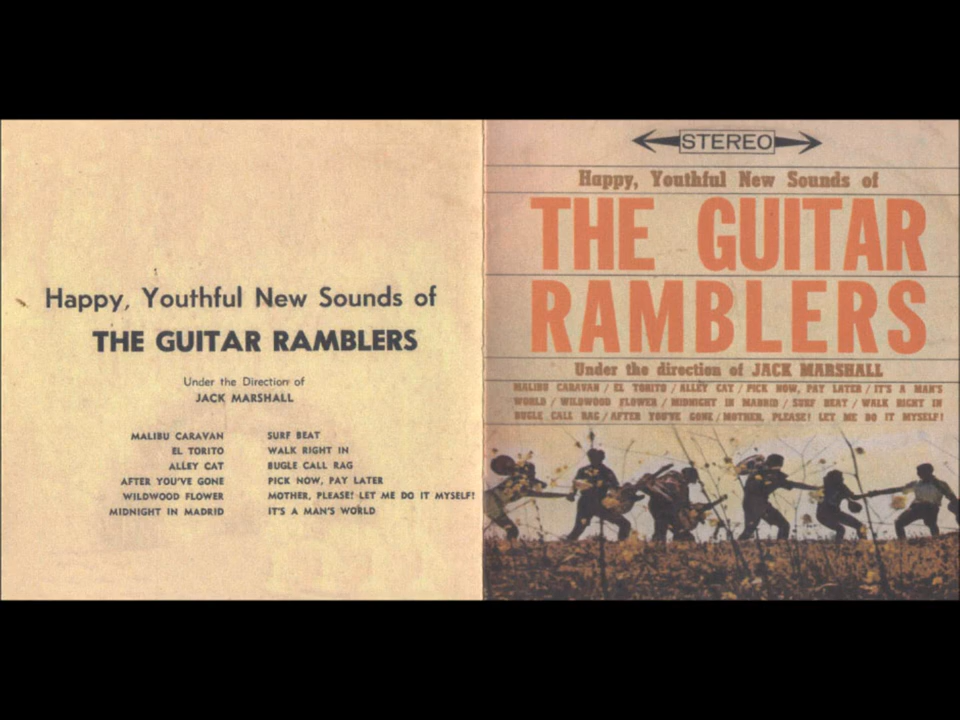 Happy, Youthful New Sounds of
THE GUITAR RAMBLERS
Under the Direction of
JACK MARSHALL
MALIBU CARAVAN
EL TORITO
ALLEY CAT
AFTER YOU'VE GONE
WILDWOOD FLOWER
MIDNIGHT IN MADRID
SURF BEAT
WALK RIGHT IN
BUGLE CALL RAG
PICK NOW, PAY LATER
MOTHER, PLEASE! LET ME DO IT MYSELF!
IT'S A MAN'S WORLD
STEREO
Happy, Youthful New Sounds of
THE GUITAR
RAMBLERS
Under the direction of JACK MARSHALL
MALIBU CARAVAN / EL TORITO / ALLEY CAT / PICK NOW, PAY LATER / IT'S A MAN'S
WORLD / WILDWOOD FLOWER / MIDNIGHT IN MADRID / SURF BEAT / WALK RIGHT IN
BUGLE CALL RAG / AFTER YOU'VE GONE / MOTHER, PLEASE! LET ME DO IT MYSELF!